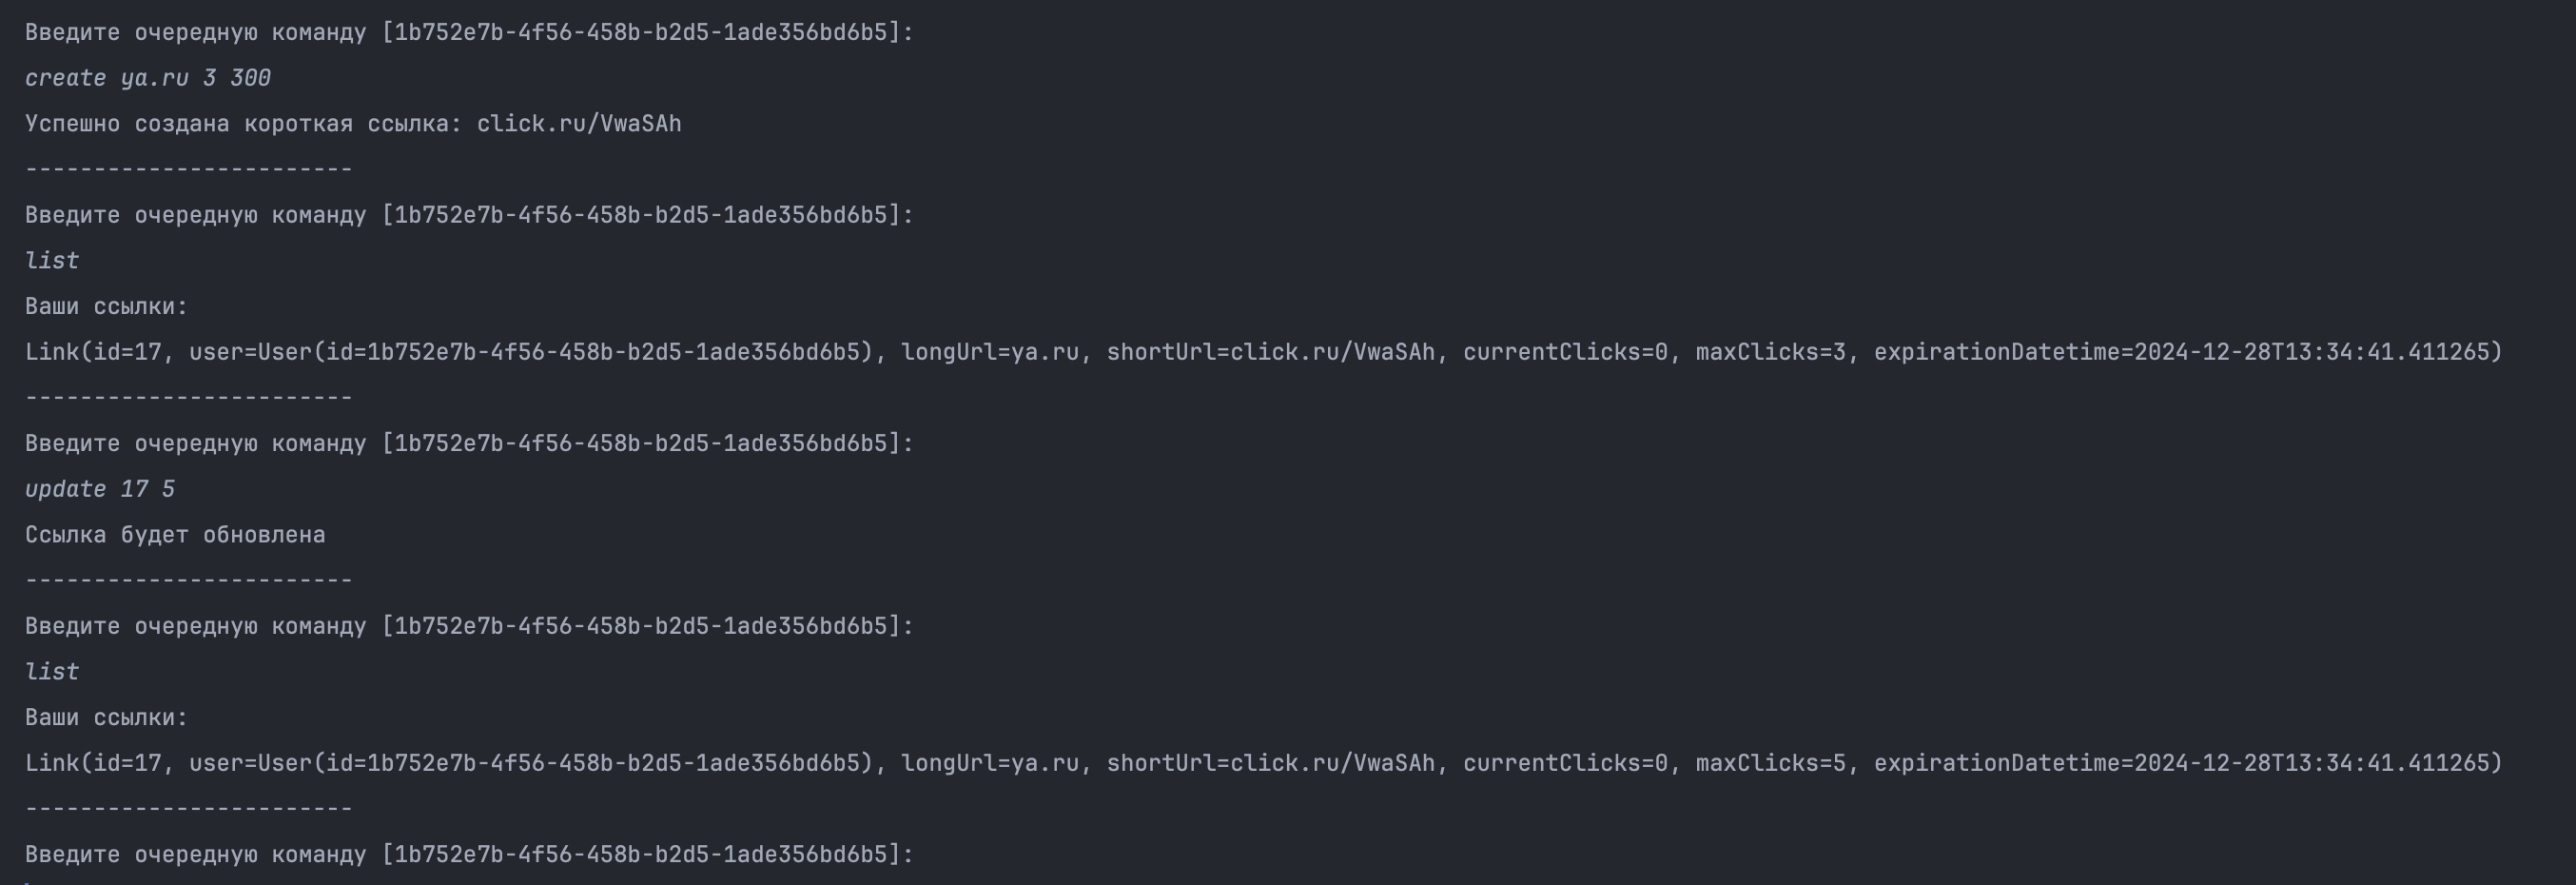 Введите очередную команду [1b752e7b-4f56-458b-b2d5-1ade356bd6b5]:
create ya.ru 3 300
Успешно создана короткая ссылка: click.ru/VwaSAh
------------------------
Введите очередную команду [1b752e7b-4f56-458b-b2d5-1ade356bd6b5]:
list
Ваши ссылки:
Link(id=17, user=User(id=1b752e7b-4f56-458b-b2d5-1ade356bd6b5), longUrl=ya.ru, shortUrl=click.ru/VwaSAh, currentClicks=0, maxClicks=3, expirationDatetime=2024-12-28T13:34:41.411265)
------------------------
Введите очередную команду [1b752e7b-4f56-458b-b2d5-1ade356bd6b5]:
update 17 5
Ссылка будет обновлена
------------------------
Введите очередную команду [1b752e7b-4f56-458b-b2d5-1ade356bd6b5]:
list
Ваши ссылки:
Link(id=17, user=User(id=1b752e7b-4f56-458b-b2d5-1ade356bd6b5), longUrl=ya.ru, shortUrl=click.ru/VwaSAh, currentClicks=0, maxClicks=5, expirationDatetime=2024-12-28T13:34:41.411265)
------------------------
Введите очередную команду [1b752e7b-4f56-458b-b2d5-1ade356bd6b5]: